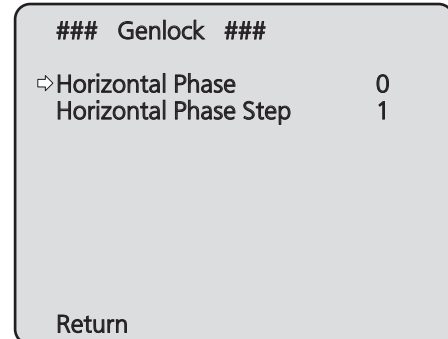 ### Genlock ###
⇨Horizontal Phase 0
Horizontal Phase Step 1
Return